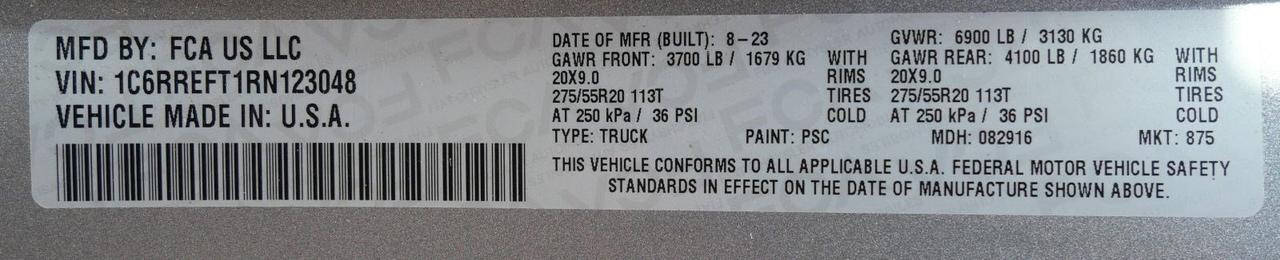 MFD BY: FCA US LLC
VIN: 1C6RREFT1RN123048
VEHICLE MADE IN: U.S.A.
DATE OF MFR (BUILT): 8-23 GVWR: 6900 LB / 3130 KG
GAWR FRONT: 3700 LB / 1679 KG WITH GAWR REAR: 4100 LB / 1860 KG WITH
20X9.0 RIMS 20X9.0 RIMS
275/55R20 113T TIRES 275/55R20 113T TIRES
AT 250 kPa / 36 PSI COLD AT 250 kPa / 36 PSI COLD
TYPE: TRUCK PAINT: PSC MDH: 082916 MKT: 875
THIS VEHICLE CONFORMS TO ALL APPLICABLE U.S.A. FEDERAL MOTOR VEHICLE SAFETY
STANDARDS IN EFFECT ON THE DATE OF MANUFACTURE SHOWN ABOVE.